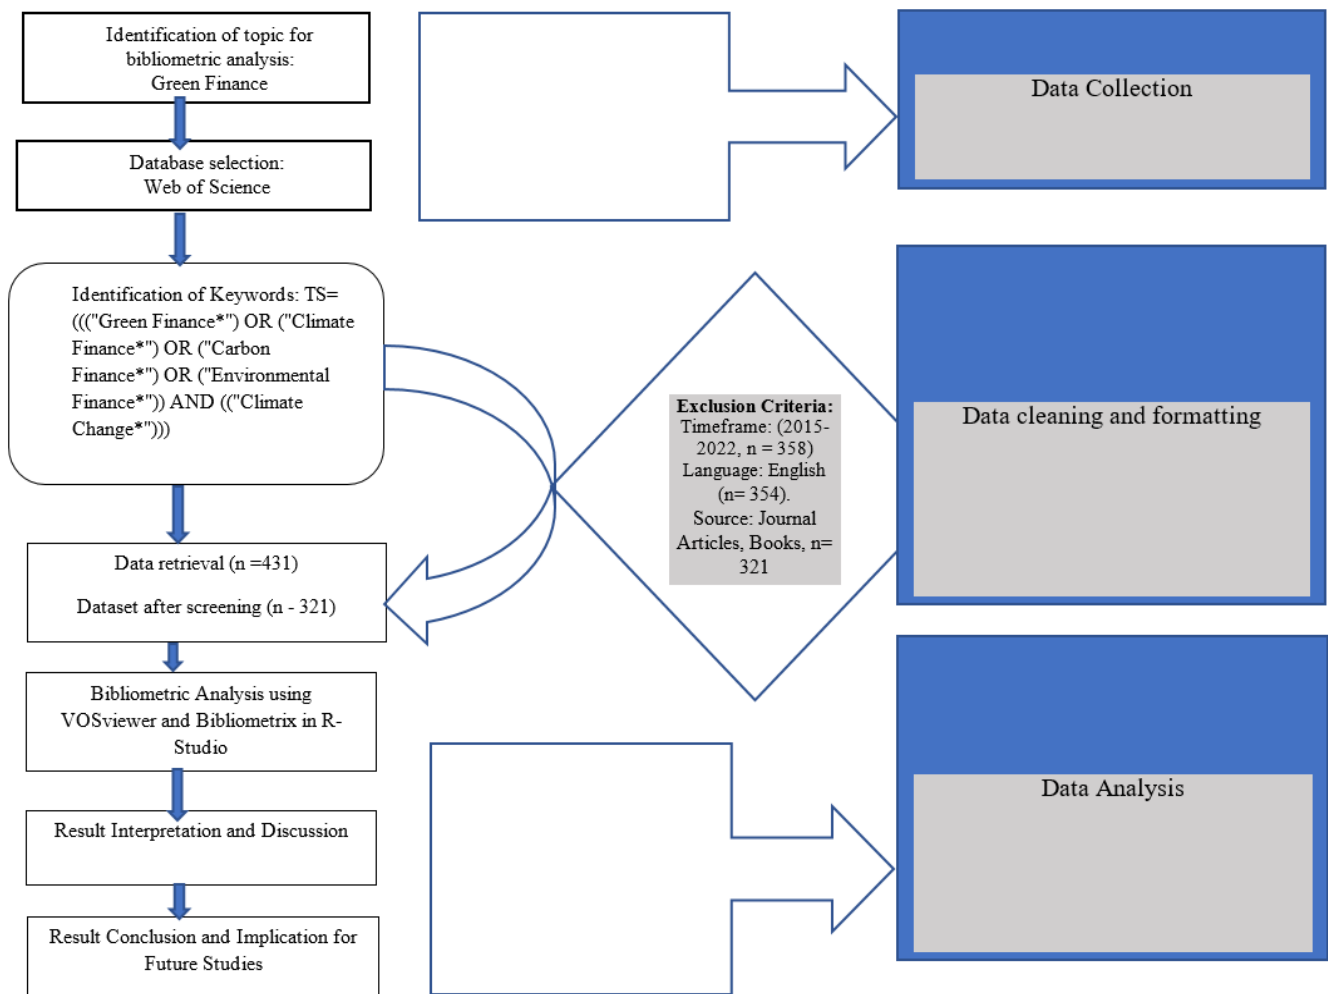 Identification of topic for
bibliometric analysis:
Green Finance
Database selection:
Web of Science
Identification of Keywords: TS=
((("Green Finance*") OR ("Climate
Finance*") OR ("Carbon
Finance*") OR ("Environmental
Finance*")) AND (("Climate
Change*")))
Data retrieval (n =431)
Dataset after screening (n - 321)
Bibliometric Analysis using
VOSviewer and Bibliometrix in R-
Studio
Result Interpretation and Discussion
Result Conclusion and Implication for
Future Studies
Exclusion Criteria:
Timeframe: (2015-
2022, n = 358)
Language: English
(n= 354).
Source: Journal
Articles, Books, n=
321
Data Collection
Data cleaning and formatting
Data Analysis